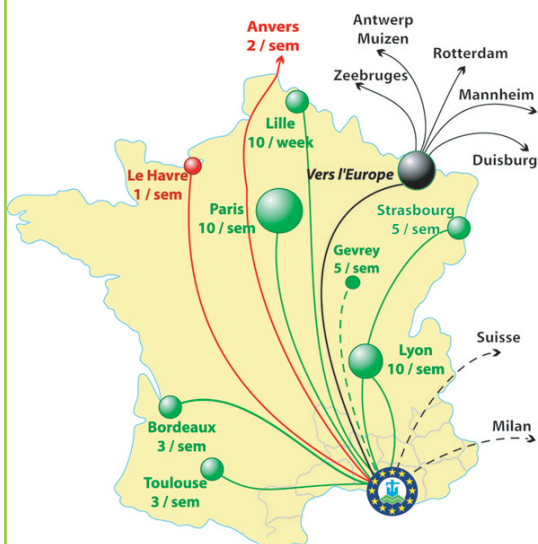 Anvers
2 / sem
Antwerp
Muizen
Rotterdam
Zeebruges
Mannheim
Duisburg
Lille
10 / week
Le Havre
1 / sem
Vers l'Europe
Paris
10 / sem
Strasbourg
5 / sem
Gevrey
5 / sem
Suisse
Lyon
10 / sem
Milan
Bordeaux
3 / sem
Toulouse
3 / sem